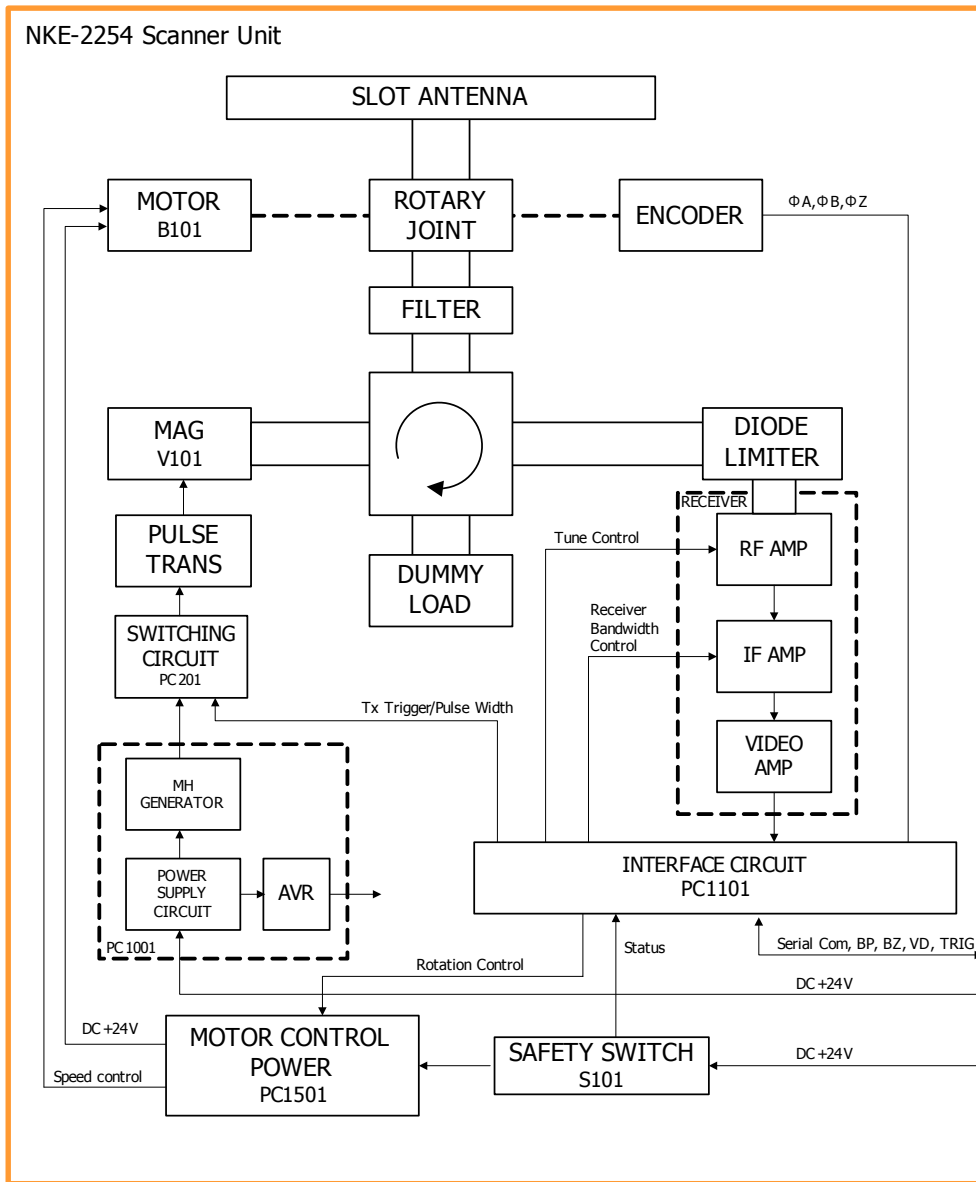 NKE-2254 Scanner Unit
SLOT ANTENNA
MOTOR
B101
ROTARY
JOINT
ENCODER
ΦA,ΦB,ΦZ
FILTER
MAG
V101
DIODE
LIMITER
RECEIVER
PULSE
TRANS
Tune Control
RF AMP
DUMMY
LOAD
Receiver
Bandwidth
Control
SWITCHING
CIRCUIT
PC201
IF AMP
Tx Trigger/Pulse Width
VIDEO
AMP
MH
GENERATOR
POWER
SUPPLY
CIRCUIT
AVR
PC1001
INTERFACE CIRCUIT
PC1101
Status
Serial Com, BP, BZ, VD, TRIG
Rotation Control
DC+24V
MOTOR CONTROL
POWER
PC1501
DC+24V
Speed control
SAFETY SWITCH
S101
DC+24V